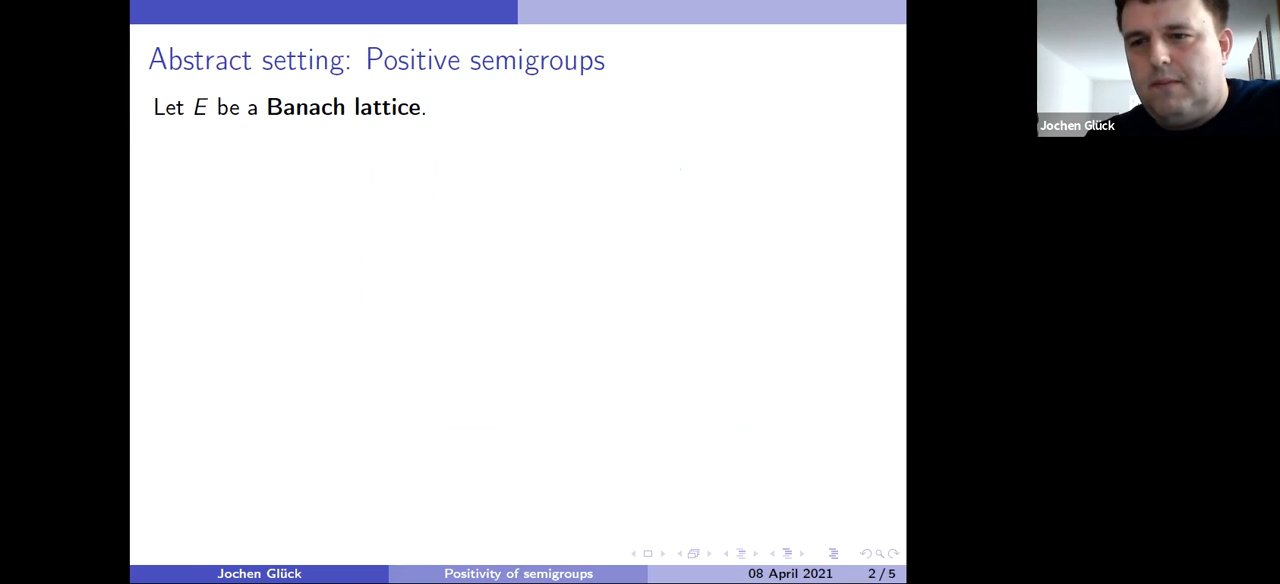 Abstract setting: Positive semigroups
Let E be a Banach lattice.
Jochen Glück
Jochen Glück
Positivity of semigroups
08 April 2021
2 / 5